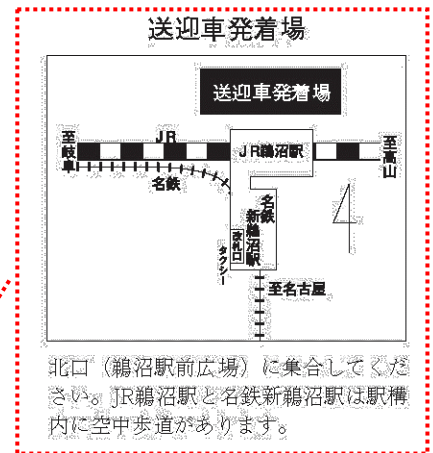 送迎車発着場
送迎車発着場
至岐阜
JR
JR鵜沼駅
至高山
名鉄
名鉄
新鵜沼駅
改札口
タクシー
至名古屋
北口（鵜沼駅前広場）に集合してくだ
さい。JR鵜沼駅と名鉄新鵜沼駅は駅構
内に空中歩道があります。